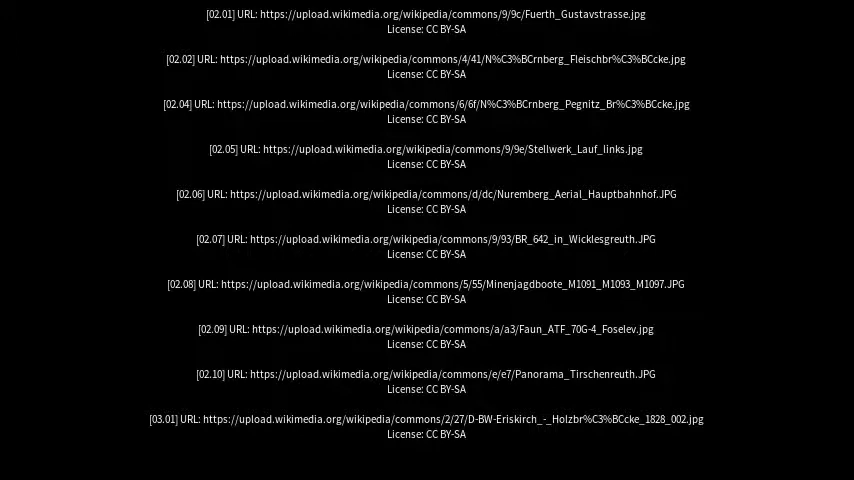 [02.01] URL: https://upload.wikimedia.org/wikipedia/commons/9/9c/Fuerth_Gustavstrasse.jpg
License: CC BY-SA
[02.02] URL: https://upload.wikimedia.org/wikipedia/commons/4/41/N%C3%BCrnberg_Fleischbr%C3%BCcke.jpg
License: CC BY-SA
[02.04] URL: https://upload.wikimedia.org/wikipedia/commons/6/6f/N%C3%BCrnberg_Pegnitz_Br%C3%BCcke.jpg
License: CC BY-SA
[02.05] URL: https://upload.wikimedia.org/wikipedia/commons/9/9e/Stellwerk_Lauf_links.jpg
License: CC BY-SA
[02.06] URL: https://upload.wikimedia.org/wikipedia/commons/d/dc/Nuremberg_Aerial_Hauptbahnhof.JPG
License: CC BY-SA
[02.07] URL: https://upload.wikimedia.org/wikipedia/commons/9/93/BR_642_in_Wicklesgreuth.JPG
License: CC BY-SA
[02.08] URL: https://upload.wikimedia.org/wikipedia/commons/5/55/Minenjagdboote_M1091_M1093_M1097.JPG
License: CC BY-SA
[02.09] URL: https://upload.wikimedia.org/wikipedia/commons/a/a3/Faun_ATF_70G-4_Foselev.jpg
License: CC BY-SA
[02.10] URL: https://upload.wikimedia.org/wikipedia/commons/e/e7/Panorama_Tirschenreuth.JPG
License: CC BY-SA
[03.01] URL: https://upload.wikimedia.org/wikipedia/commons/2/27/D-BW-Eriskirch_-_Holzbr%C3%BCcke_1828_002.jpg
License: CC BY-SA